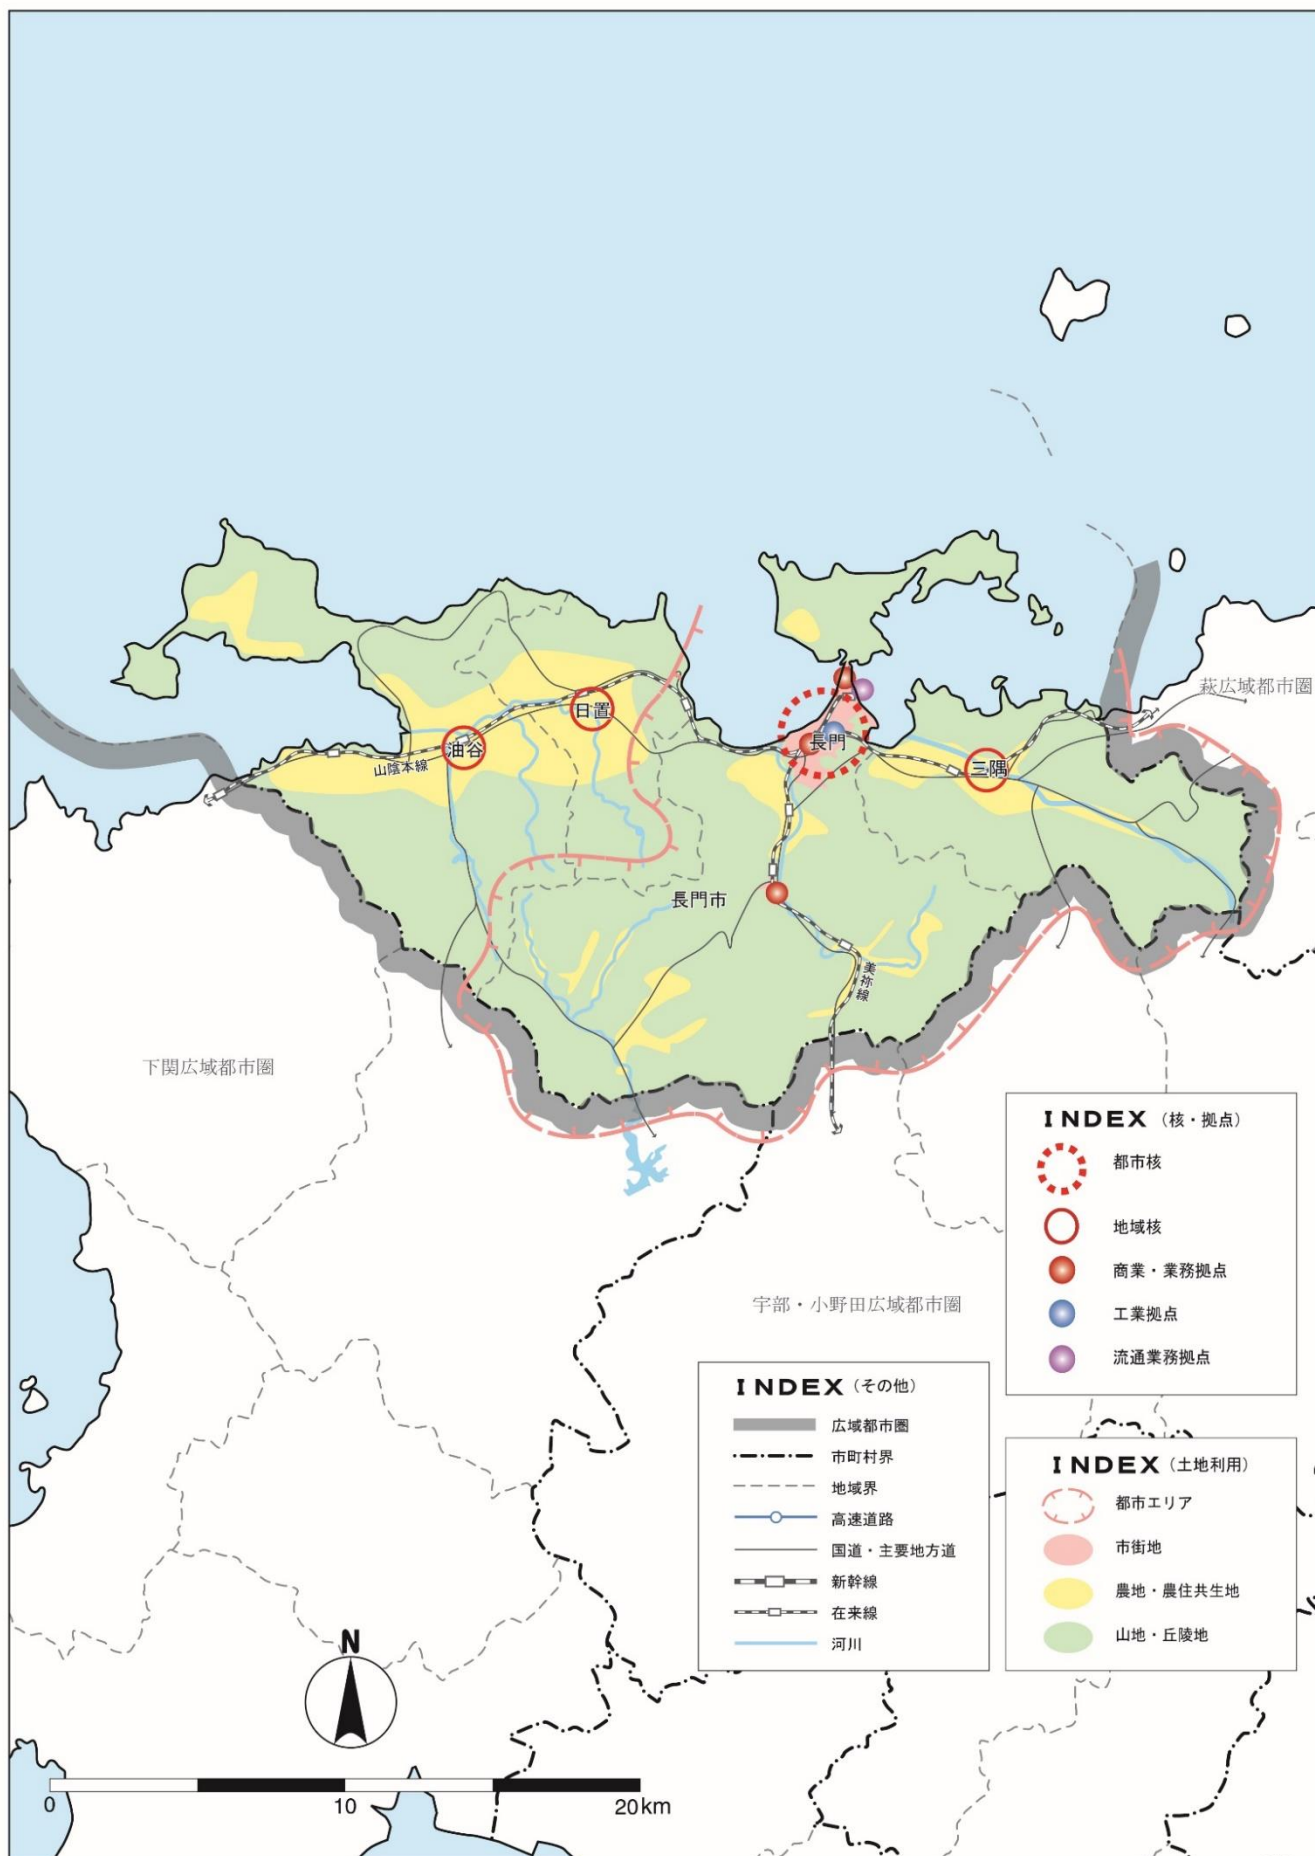 萩広域都市圏
日置
油谷
長門
三隅
山陰本線
長門市
美祢線
下関広域都市圏
宇部・小野田広域都市圏
INDEX（核・拠点）
都市核
地域核
商業・業務拠点
工業拠点
流通業務拠点
INDEX（その他）
広域都市圏
市町村界
地域界
高速道路
国道・主要地方道
新幹線
在来線
河川
INDEX（土地利用）
都市エリア
市街地
農地・農住共生地
山地・丘陵地
N
0 10 20km